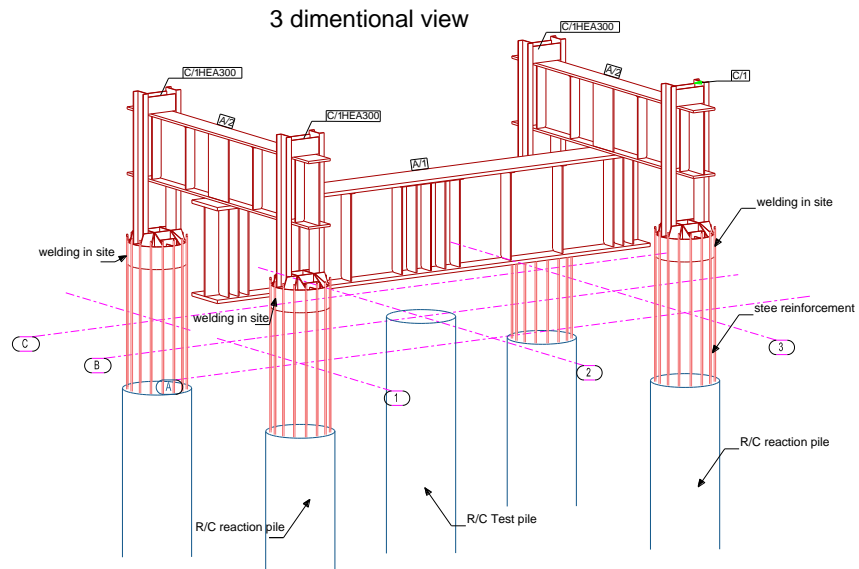 3 dimentional view
C/1HEA300
C/1HEA300
A/2
C/1
A/2
C/1HEA300
A/1
welding in site
welding in site
stee reinforcement
welding in site
C
B
A
1
2
3
R/C reaction pile
R/C Test pile
R/C reaction pile